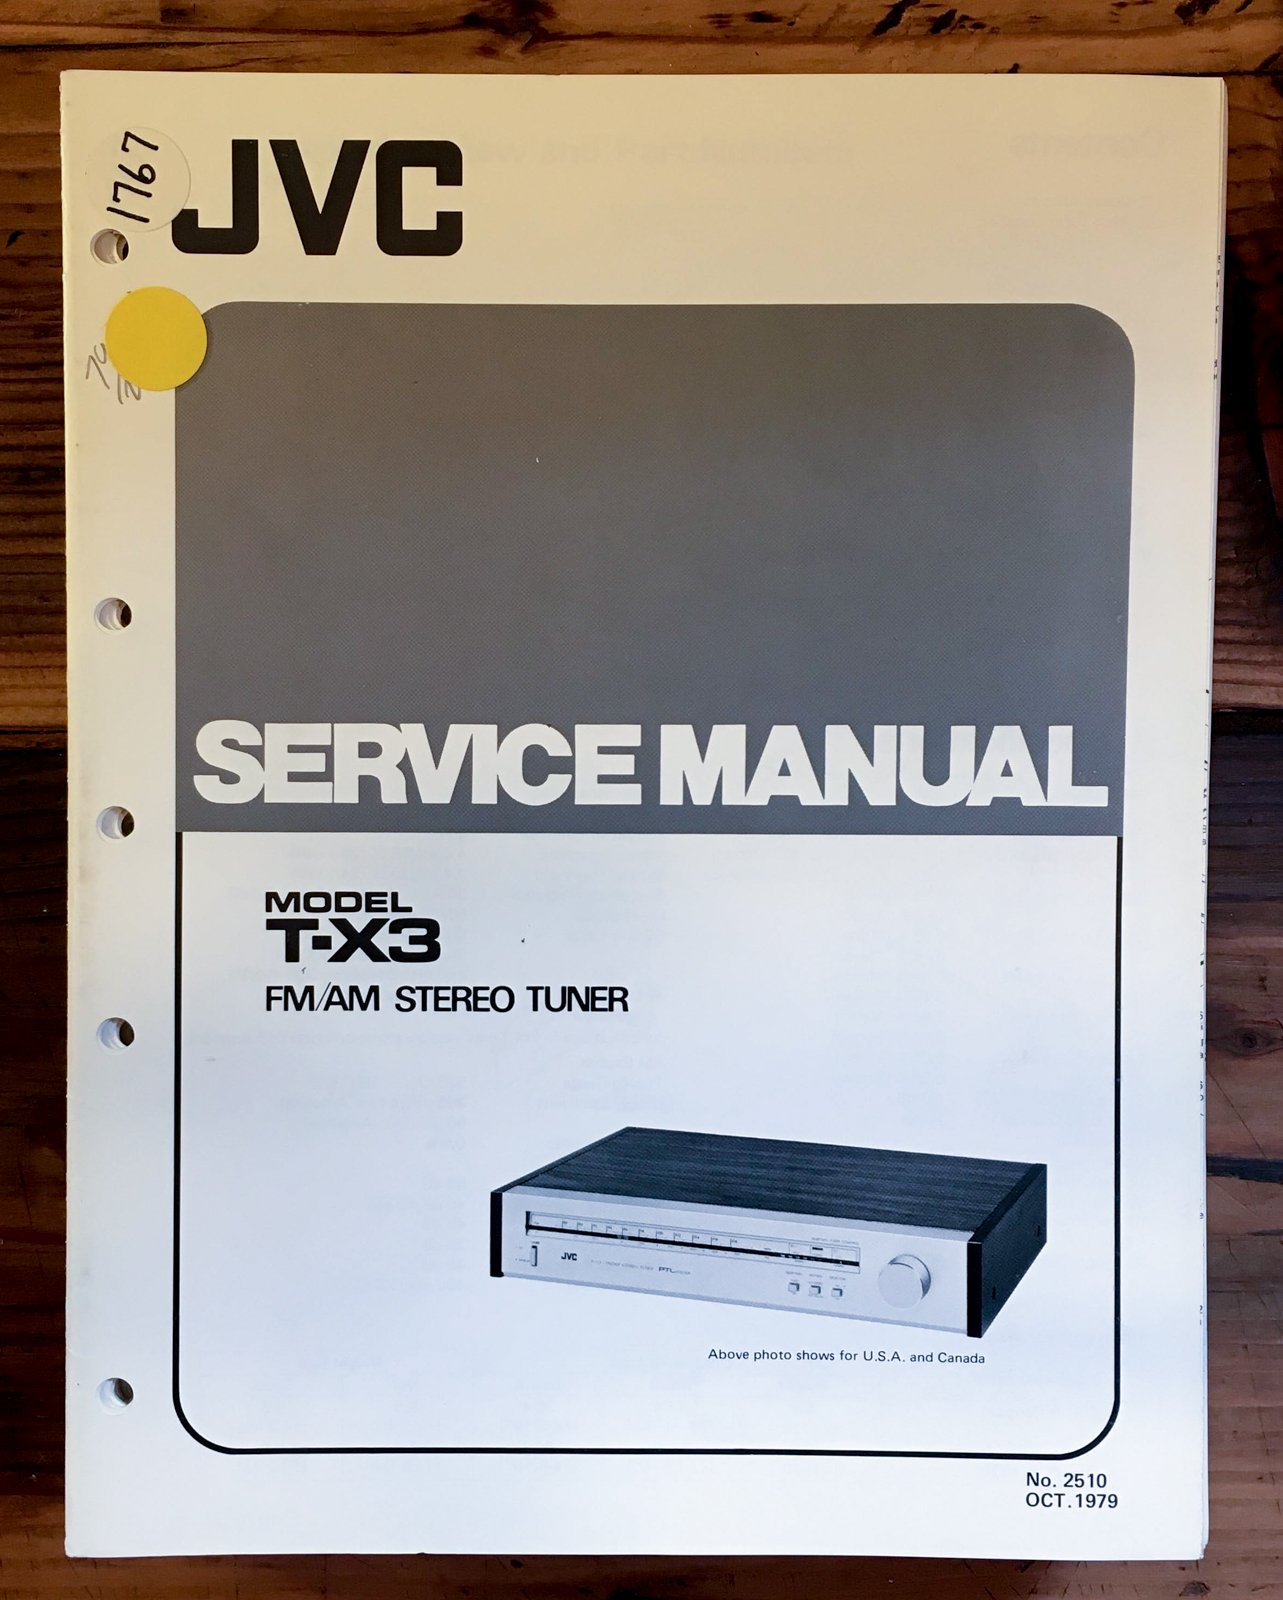 1767
JVC
70
SERVICE MANUAL
MODEL
T-X3
FM/AM STEREO TUNER
JVC
Above photo shows for U.S.A. and Canada
No. 2510
OCT. 1979